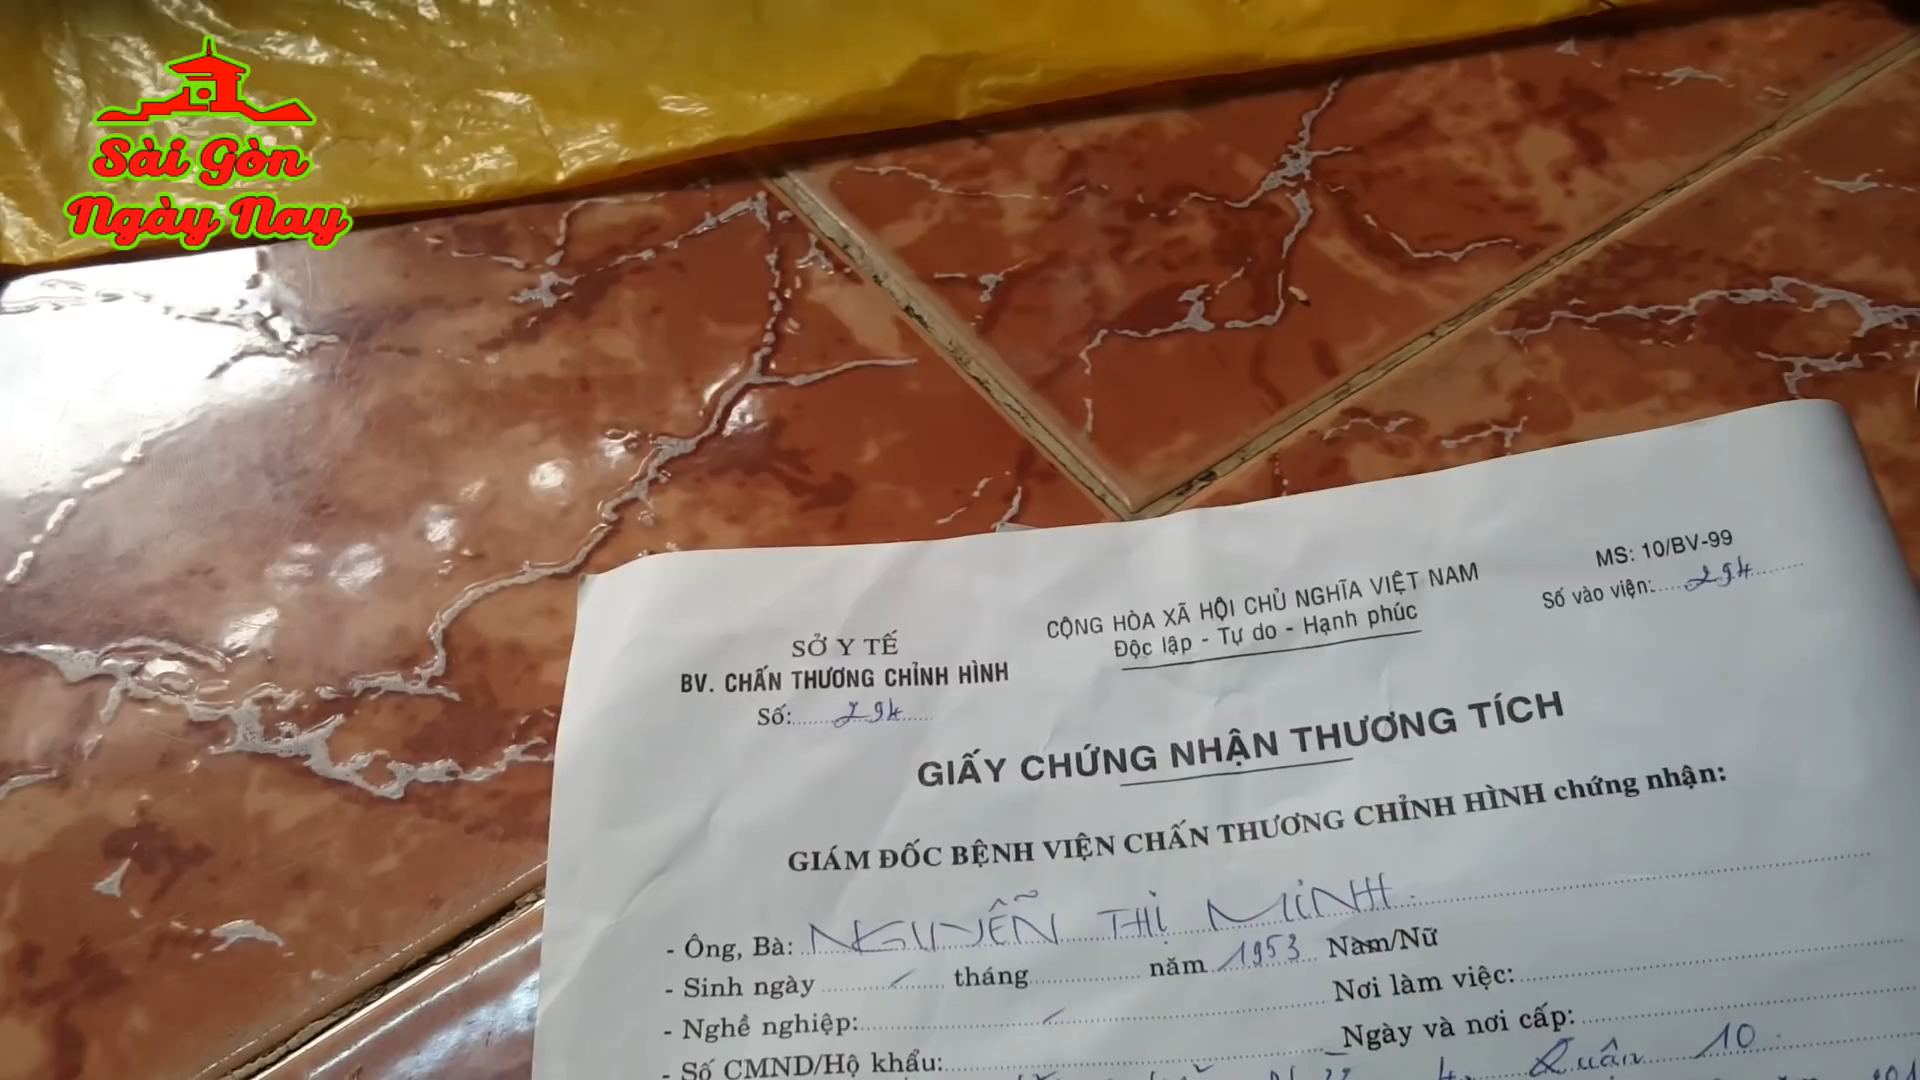 Sài Gòn
Ngày Nay
MS: 10/BV-99
Số vào viện: 294
CỘNG HÒA XÃ HỘI CHỦ NGHĨA VIỆT NAM
Độc lập - Tự do - Hạnh phúc
SỞ Y TẾ
BV. CHẤN THƯƠNG CHỈNH HÌNH
Số: 294
GIẤY CHỨNG NHẬN THƯƠNG TÍCH
GIÁM ĐỐC BỆNH VIỆN CHẤN THƯƠNG CHỈNH HÌNH chứng nhận:
- Ông, Bà: NGUYỄN THỊ MINH
- Sinh ngày tháng năm 1953 Nam/Nữ
- Nghề nghiệp: Nơi làm việc:
- Số CMND/Hộ khẩu: Ngày và nơi cấp:
Quân 10